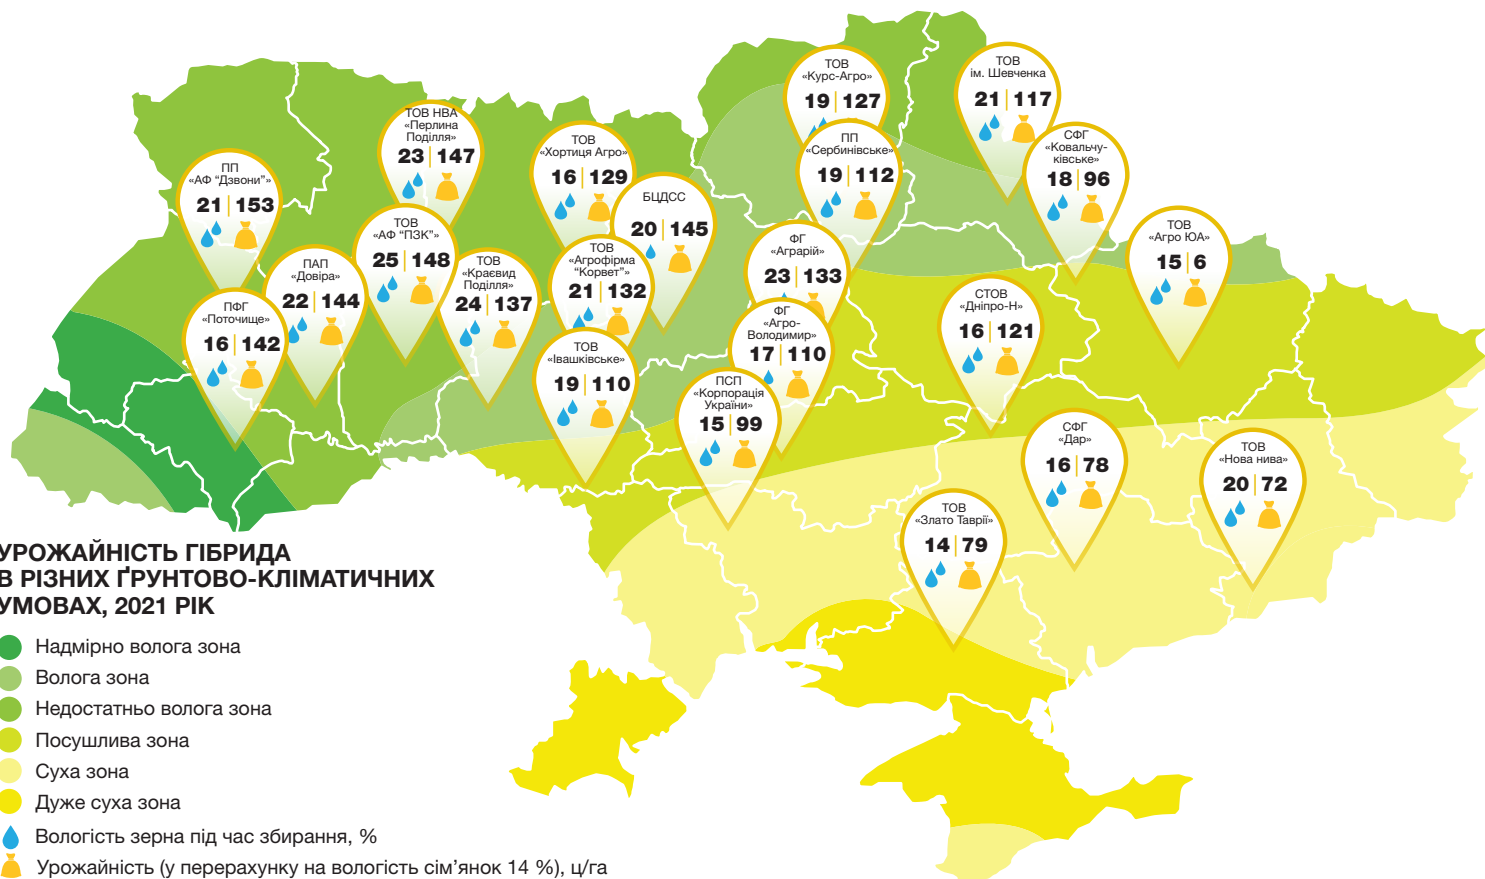 ТОВ
«Курс-Агро»
19 127
ТОВ
ім. Шевченка
21 117
ТОВ НВА
«Перлина
Поділля»
23 147
ТОВ
«Хортиця Агро»
16 129
ПП
«Сербинівське»
19 112
СФГ
«Ковальчу-
ківське»
18 96
ПП
«АФ “Дзвони”»
21 153
БЦДСС
20 145
ТОВ
«АФ “ПЗК”»
25 148
ТОВ
«Агрофірма
“Корвет”»
21 132
ФГ
«Аграрій»
23 133
ТОВ
«Агро ЮА»
15 6
ПАП
«Довіра»
22 144
ТОВ
«Краєвид
Поділля»
24 137
ПФГ
«Поточище»
16 142
СТОВ
«Дніпро-Н»
16 121
ФГ
«Агро-
Володимир»
17 110
ТОВ
«Івашківське»
19 110
ПСП
«Корпорація
України»
15 99
СФГ
«Дар»
16 78
ТОВ
«Нова нива»
20 72
ТОВ
«Злато Таврії»
14 79
УРОЖАЙНІСТЬ ГІБРИДА
В РІЗНИХ ҐРУНТОВО-КЛІМАТИЧНИХ
УМОВАХ, 2021 РІК
Надмірно волога зона
Волога зона
Недостатньо волога зона
Посушлива зона
Суха зона
Дуже суха зона
Вологість зерна під час збирання, %
Урожайність (у перерахунку на вологість сім’янок 14 %), ц/га